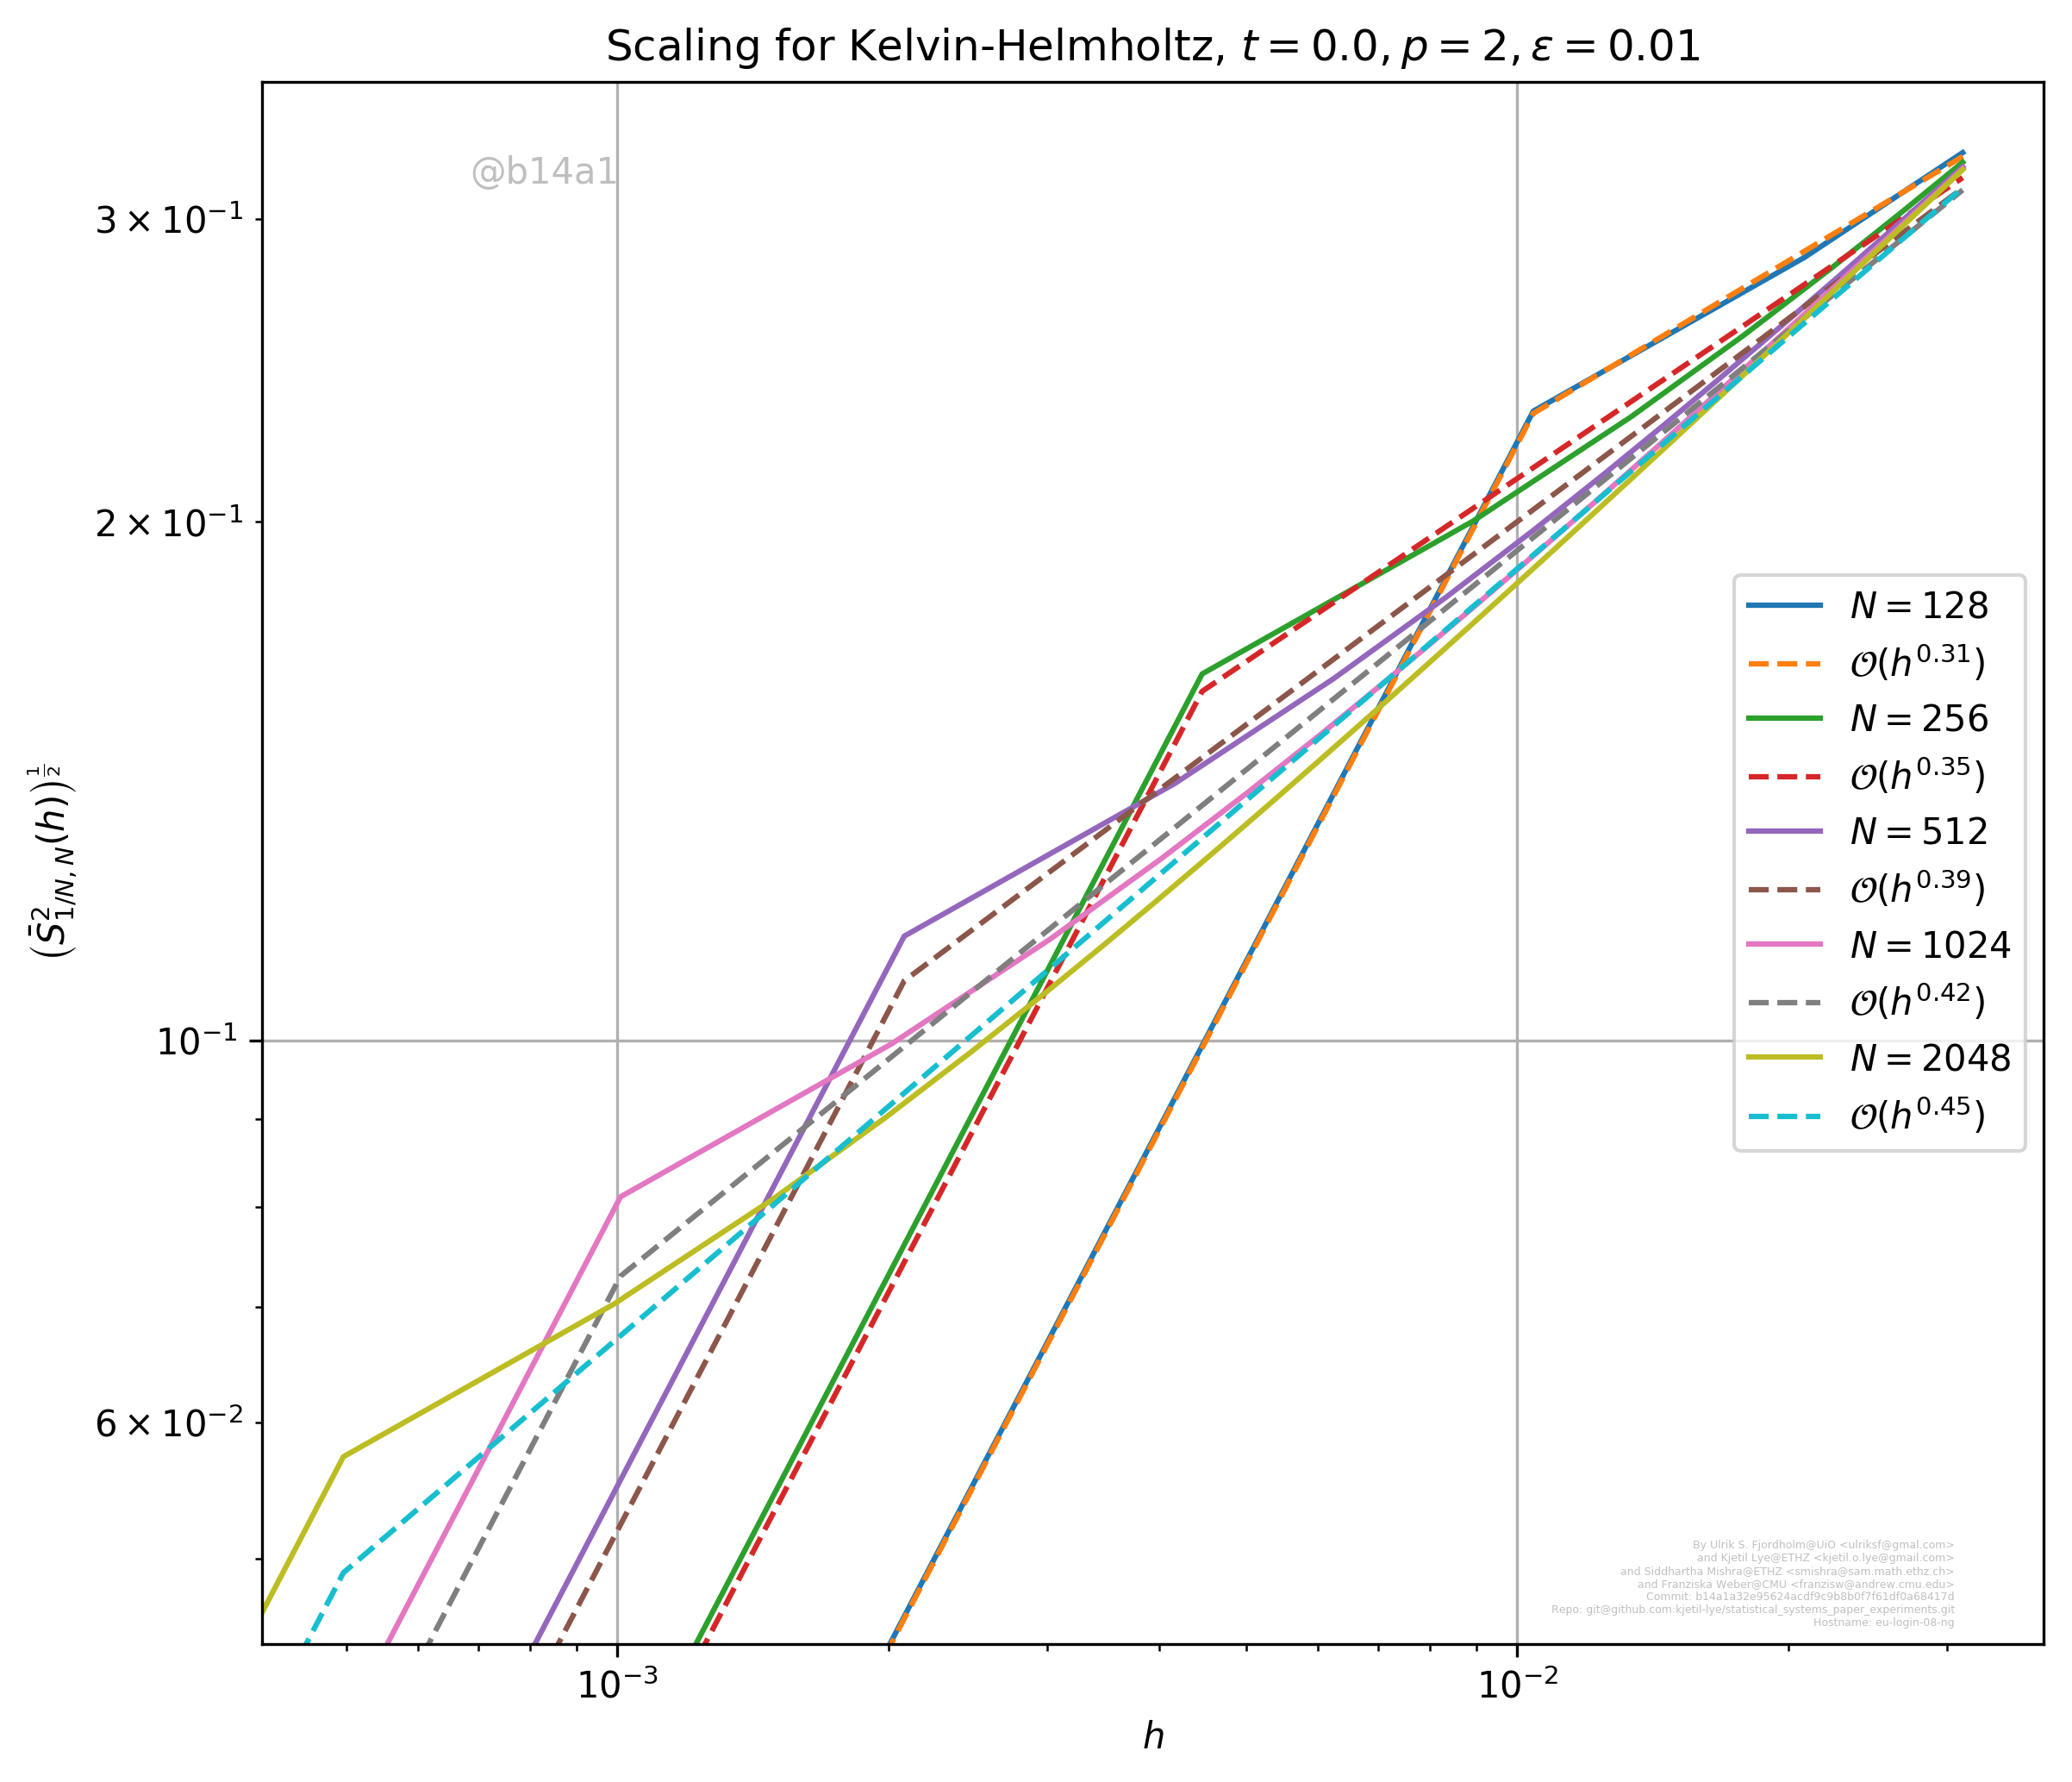 Scaling for Kelvin-Helmholtz, t = 0.0, p = 2, ε = 0.01
@b14a1
3 × 10⁻¹
2 × 10⁻¹
10⁻¹
6 × 10⁻²
(S̄²_{1/N, N}(h))^{1/2}
N = 128
𝒪(h^{0.31})
N = 256
𝒪(h^{0.35})
N = 512
𝒪(h^{0.39})
N = 1024
𝒪(h^{0.42})
N = 2048
𝒪(h^{0.45})
By Ulrik S. Fjordholm@UiO <ulriksf@gmal.com>
and Kjetil Lye@ETHZ <kjetil.o.lye@gmail.com>
and Siddhartha Mishra@ETHZ <smishra@sam.math.ethz.ch>
and Franziska Weber@CMU <franzisw@andrew.cmu.edu>
Commit: b14a1a32e95624acdf9c9b8b0f7f61df0a68417d
Repo: git@github.com:kjetil-lye/statistical_systems_paper_experiments.git
Hostname: eu-login-08-ng
10⁻³
10⁻²
h